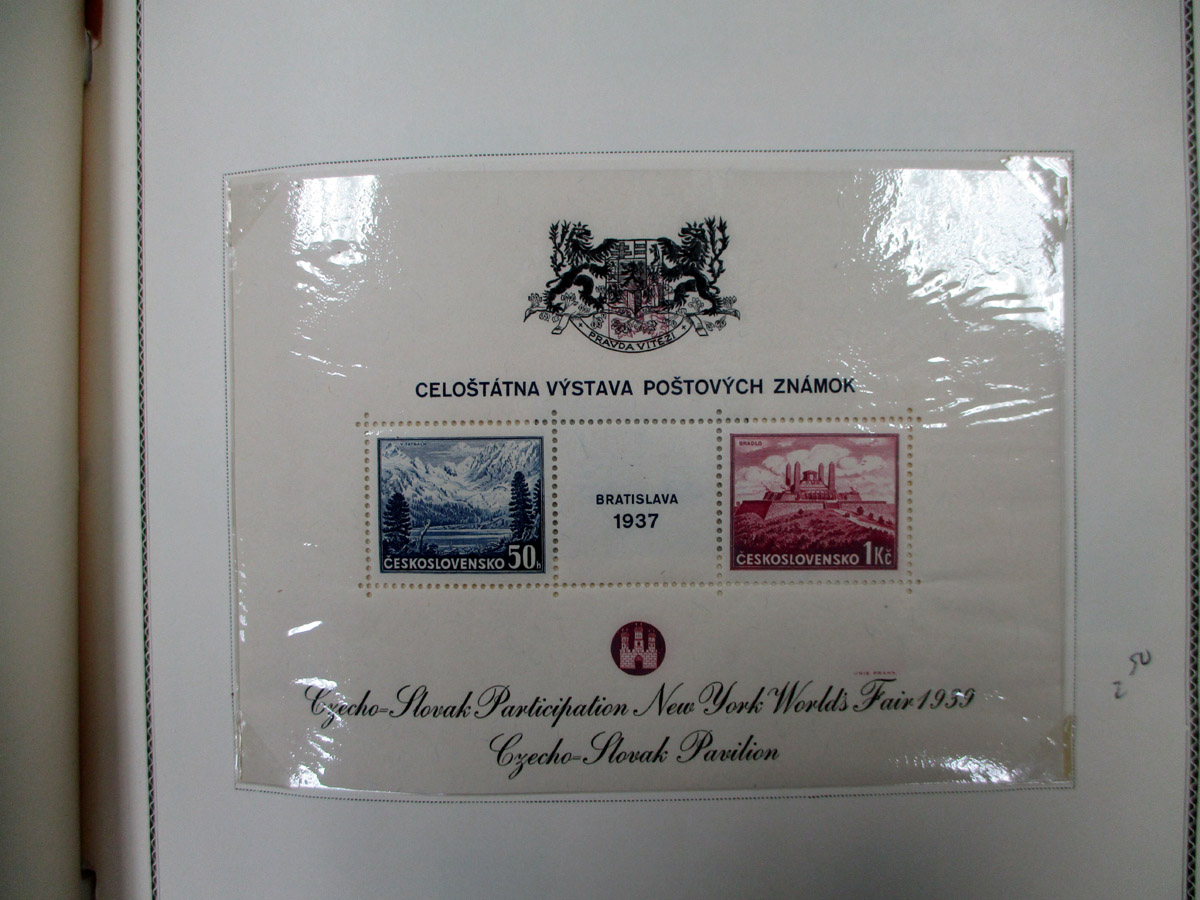 PRAVDA VÍTĚZÍ
CELOŠTÁTNA VÝSTAVA POŠTOVÝCH ZNÁMOK
V TATRÁCH
BRADLO
BRATISLAVA
1937
ČESKOSLOVENSKO 50h
ČESKOSLOVENSKO 1Kč
Czecho=Slovak Participation New York World's Fair 1939
Czecho=Slovak Pavilion